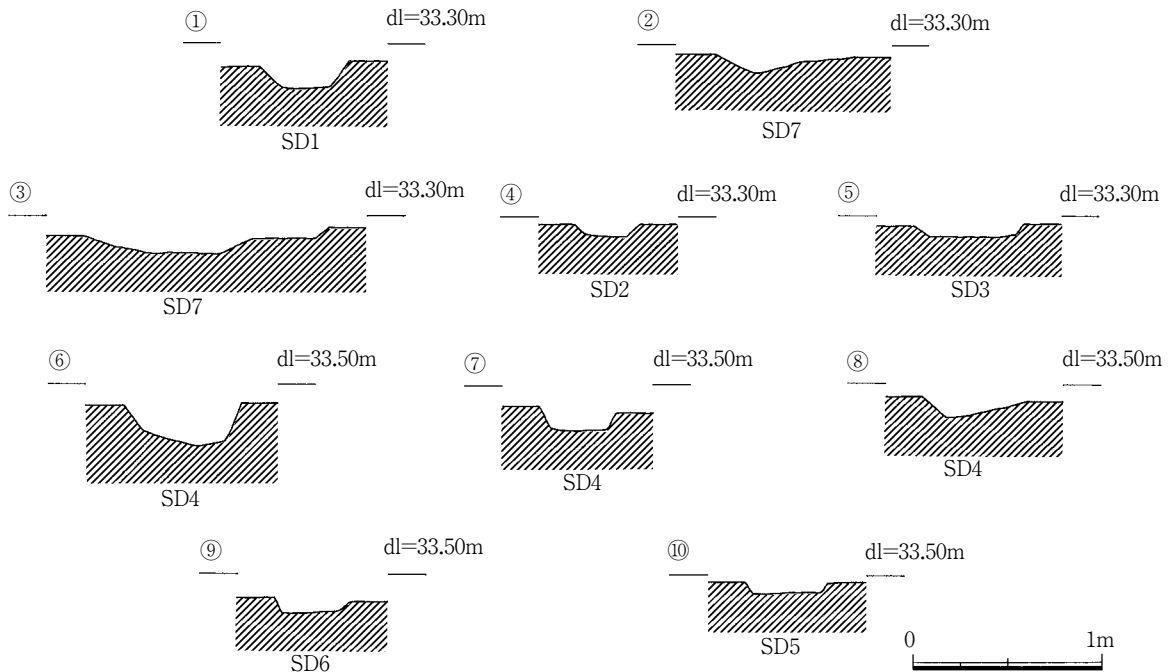 ① dl=33.30m
SD1
② dl=33.30m
SD7
③ dl=33.30m
SD7
④ dl=33.30m
SD2
⑤ dl=33.30m
SD3
⑥ dl=33.50m
SD4
⑦ dl=33.50m
SD4
⑧ dl=33.50m
SD4
⑨ dl=33.50m
SD6
⑩ dl=33.50m
SD5
0 1m